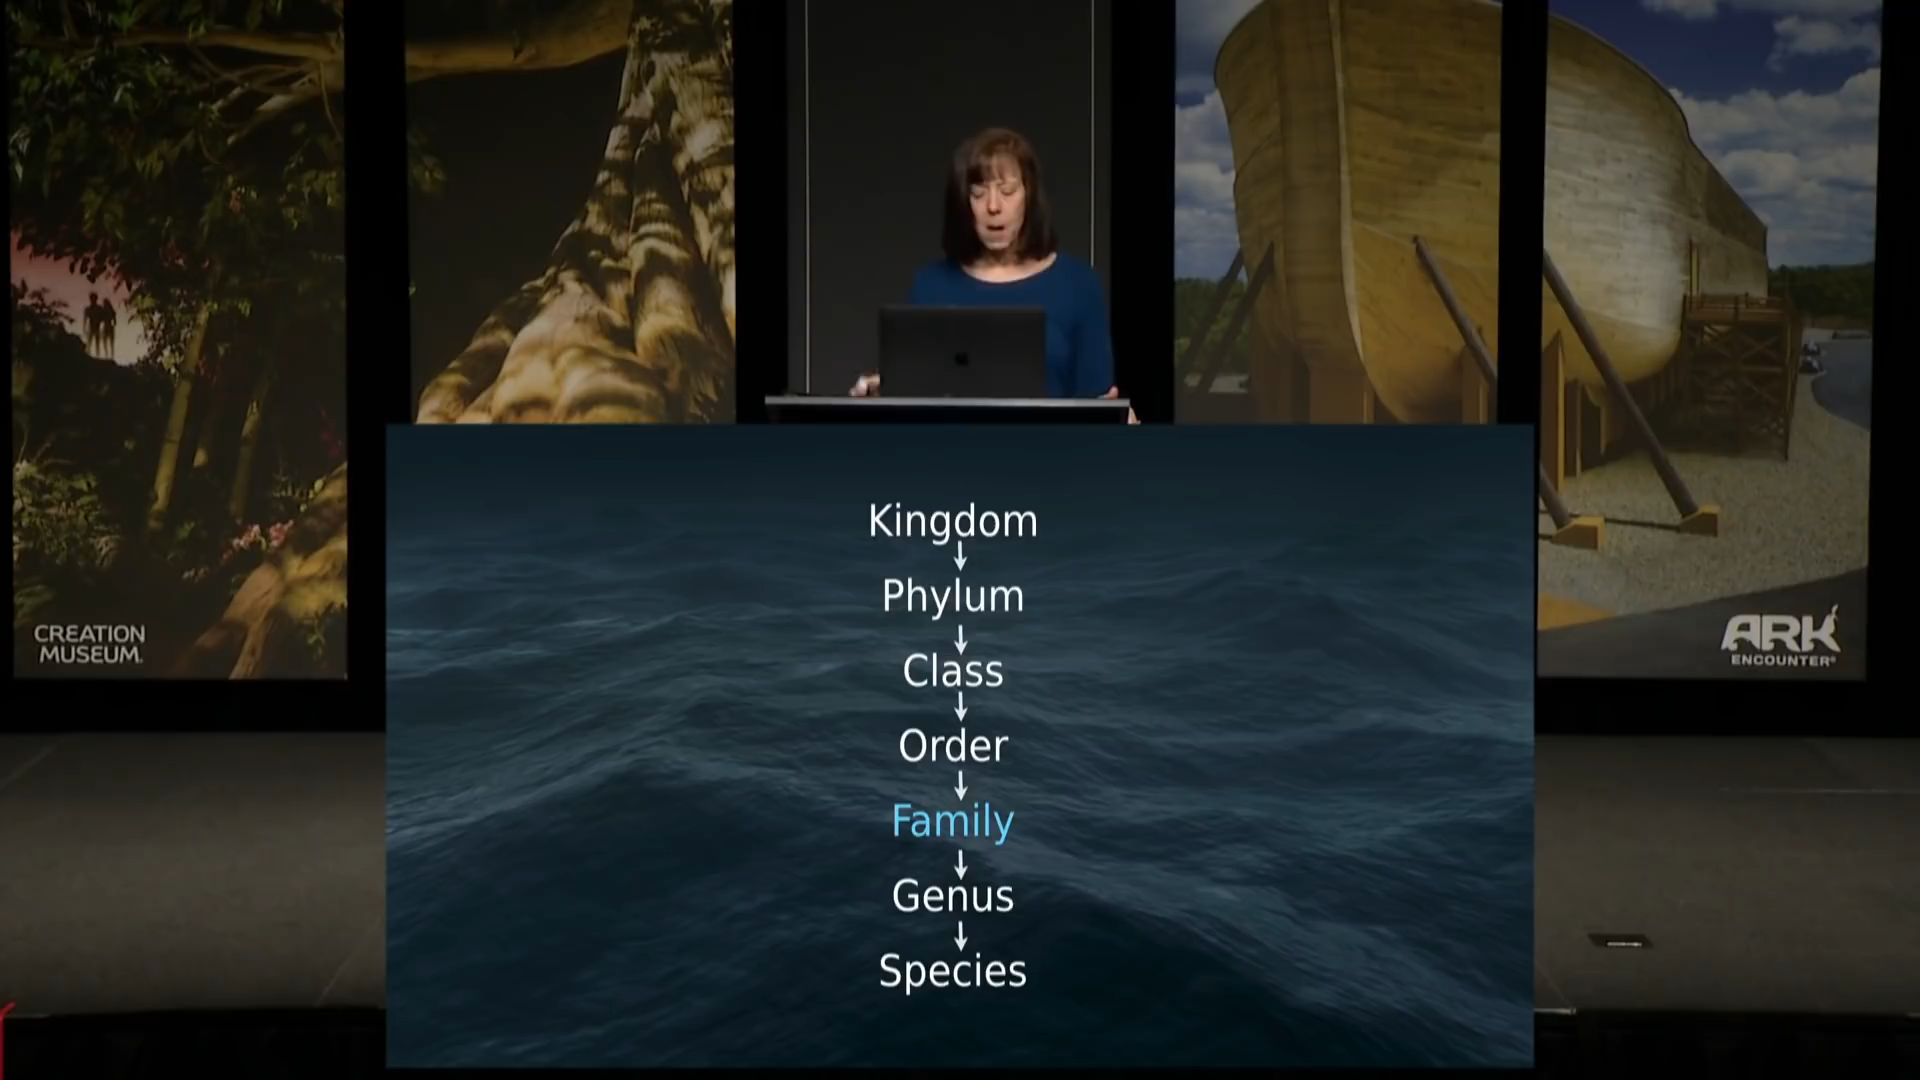 Kingdom
Phylum
Class
Order
Family
Genus
Species
CREATION
MUSEUM.
ARK
ENCOUNTER®